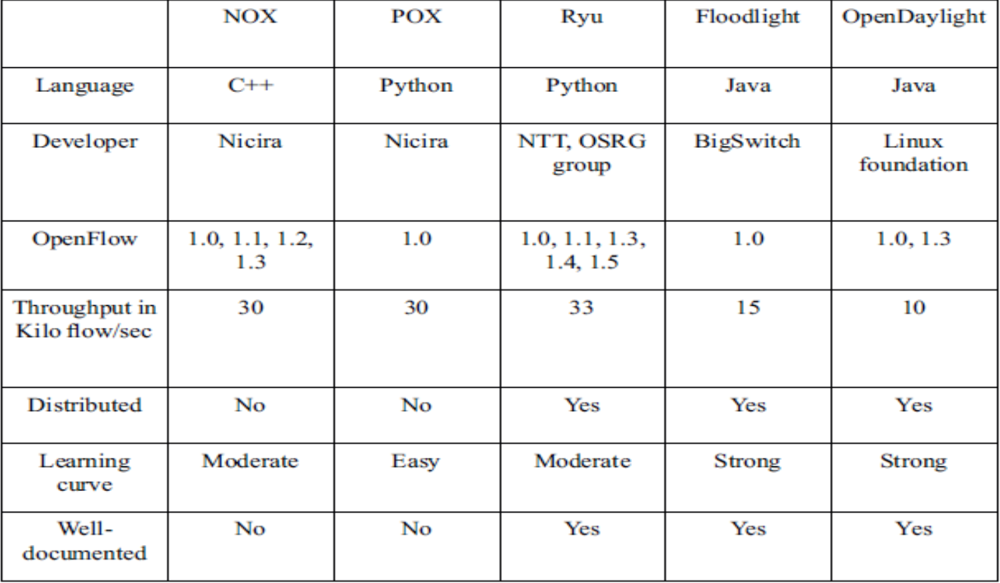 NOX POX Ryu Floodlight OpenDaylight
Language C++ Python Python Java Java
Developer Nicira Nicira NTT, OSRG BigSwitch Linux
group foundation
OpenFlow 1.0, 1.1, 1.2, 1.0 1.0, 1.1, 1.3, 1.0 1.0, 1.3
1.3 1.4, 1.5
Throughput in 30 30 33 15 10
Kilo flow/sec
Distributed No No Yes Yes Yes
Learning Moderate Easy Moderate Strong Strong
curve
Well- No No Yes Yes Yes
documented